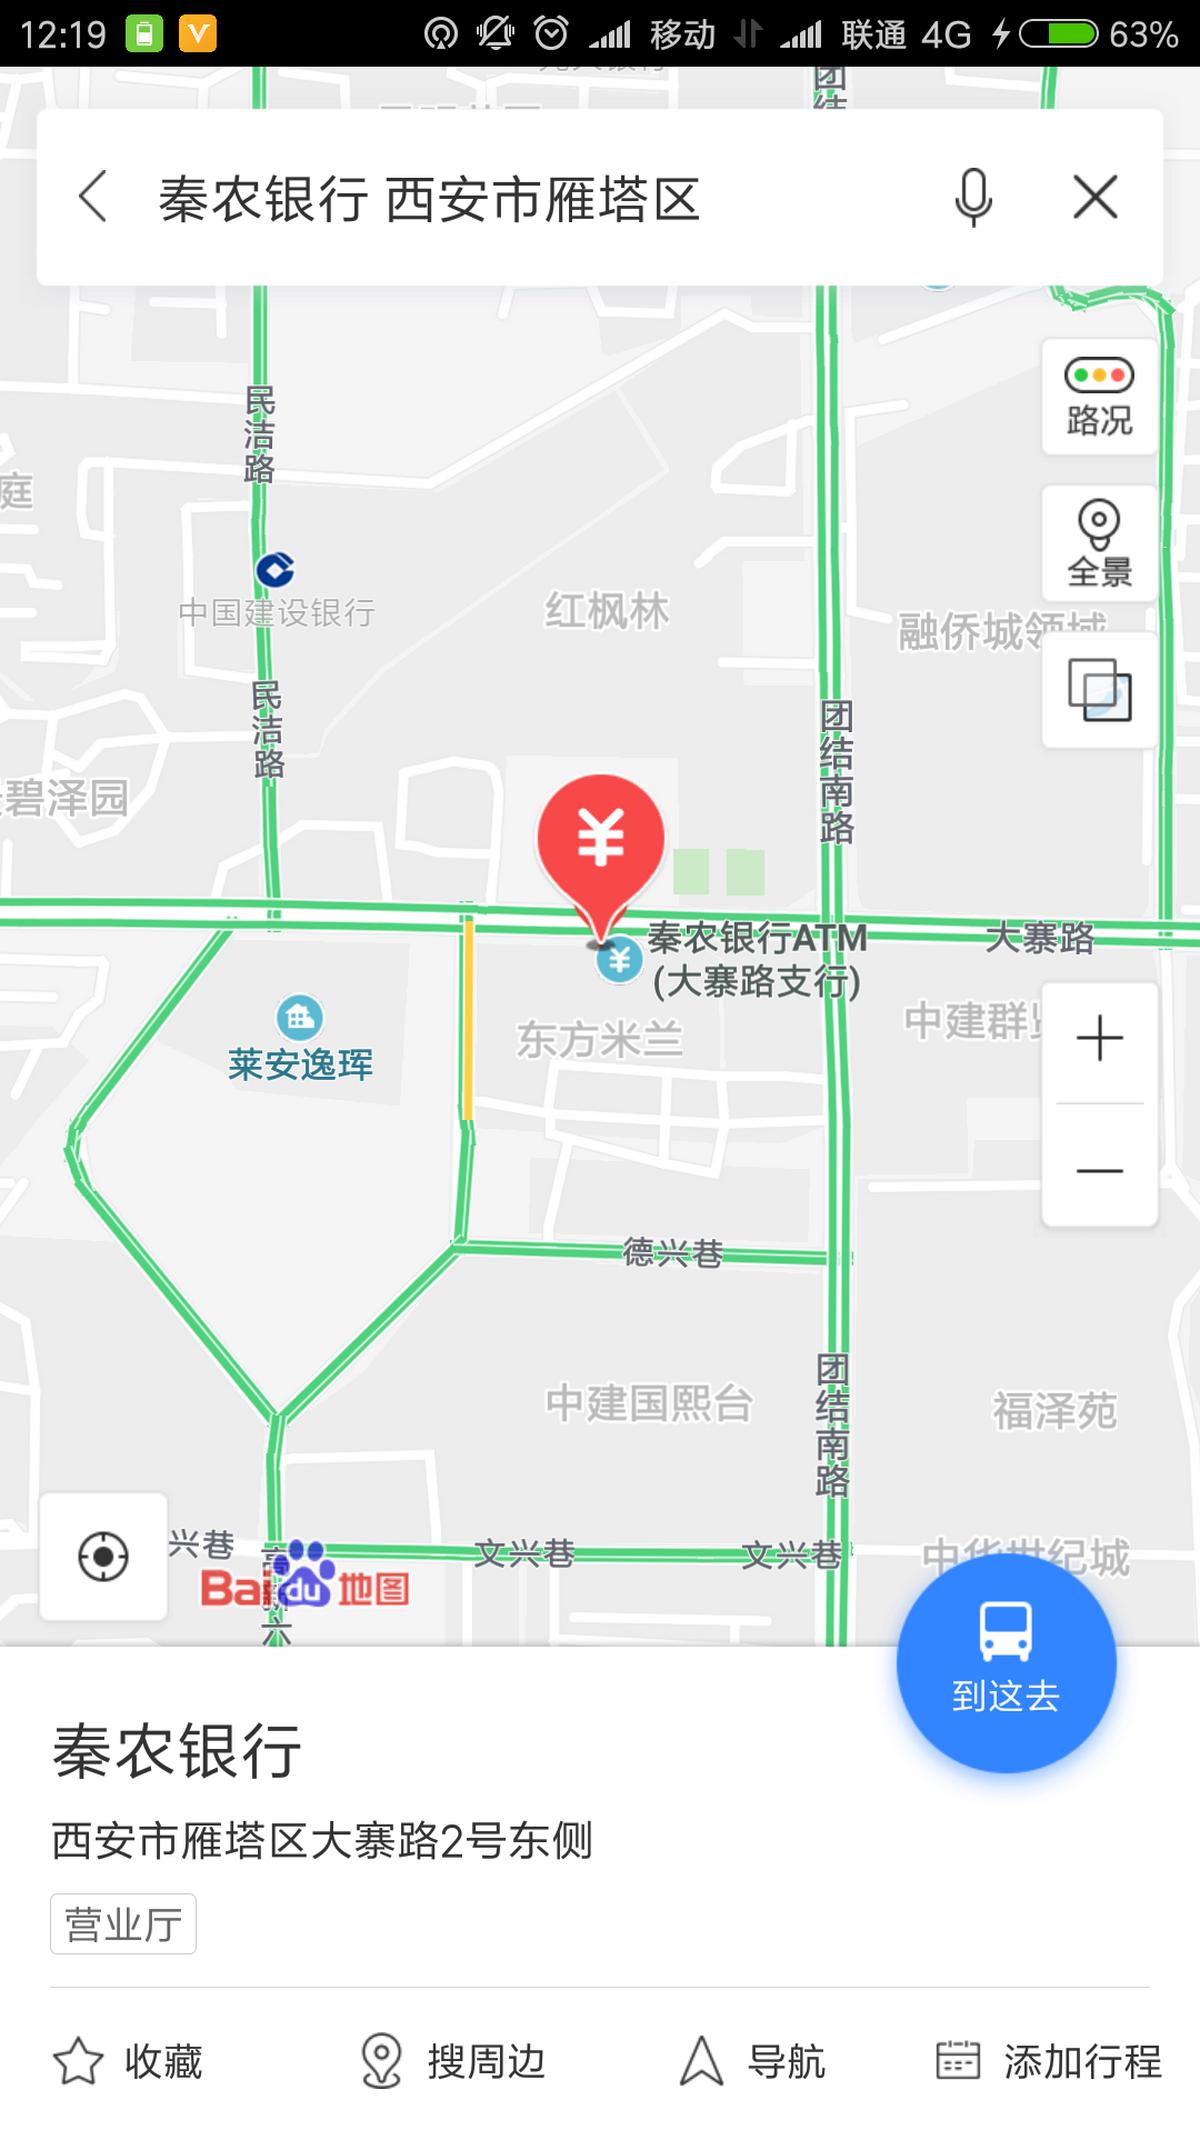 12:19 移动 联通 4G 63%
团结
秦农银行 西安市雁塔区
民洁路
路况
庭
全景
中国建设银行
红枫林
融侨城领域
民洁路
团结南路
碧泽园
¥
秦农银行ATM
(大寨路支行)
大寨路
¥
东方米兰
中建群
莱安逸珲
德兴巷
团结南路
中建国熙台
福泽苑
兴巷
文兴巷
文兴巷
中华世纪城
Baidu地图
六
到这去
秦农银行
西安市雁塔区大寨路2号东侧
营业厅
收藏
搜周边
导航
添加行程